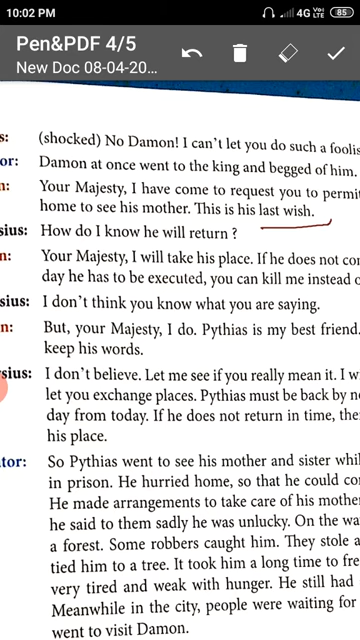 10:02 PM 4G VoLTE 85
Pen&PDF 4/5
New Doc 08-04-20...
s: (shocked) No Damon! I can't let you do such a foolis
or: Damon at once went to the king and begged of him.
n: Your Majesty, I have come to request you to permit
home to see his mother. This is his last wish.
sius: How do I know he will return ?
n: Your Majesty, I will take his place. If he does not co
day he has to be executed, you can kill me instead o
sius: I don't think you know what you are saying.
n: But, your Majesty, I do. Pythias is my best friend.
keep his words.
sius: I don't believe. Let me see if you really mean it. I w
let you exchange places. Pythias must be back by n
day from today. If he does not return in time, the
his place.
ator: So Pythias went to see his mother and sister whil
in prison. He hurried home, so that he could co
He made arrangements to take care of his mothe
he said to them sadly he was unlucky. On the wa
a forest. Some robbers caught him. They stole a
tied him to a tree. It took him a long time to fre
very tired and weak with hunger. He still had
Meanwhile in the city, people were waiting for
went to visit Damon.